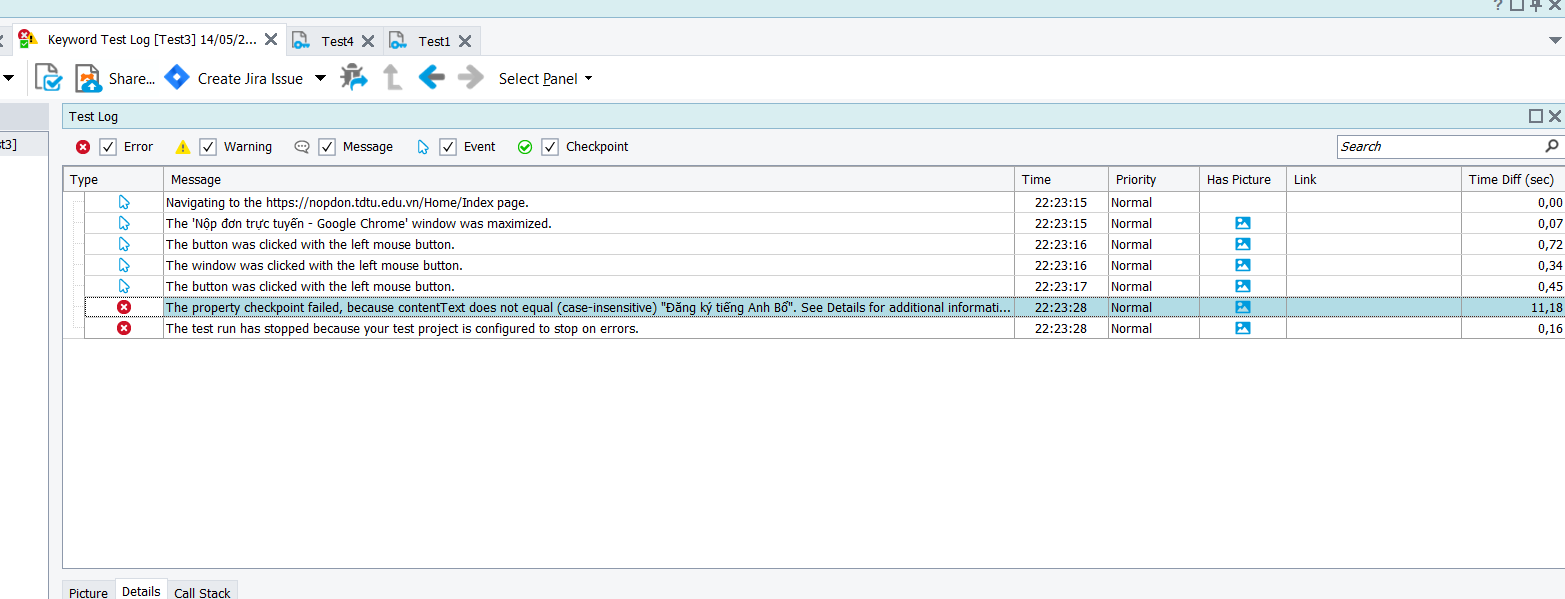 ?
Keyword Test Log [Test3] 14/05/2... Test4 Test1
Share... Create Jira Issue Select Panel
Test Log
st3]
Error Warning Message Event Checkpoint Search
Type Message Time Priority Has Picture Link Time Diff (sec)
Navigating to the https://nopdon.tdtu.edu.vn/Home/Index page. 22:23:15 Normal 0,00
The 'Nộp đơn trực tuyến - Google Chrome' window was maximized. 22:23:15 Normal 0,07
The button was clicked with the left mouse button. 22:23:16 Normal 0,72
The window was clicked with the left mouse button. 22:23:16 Normal 0,34
The button was clicked with the left mouse button. 22:23:17 Normal 0,45
The property checkpoint failed, because contentText does not equal (case-insensitive) "Đăng ký tiếng Anh Bổ". See Details for additional informati... 22:23:28 Normal 11,18
The test run has stopped because your test project is configured to stop on errors. 22:23:28 Normal 0,16
Picture Details Call Stack